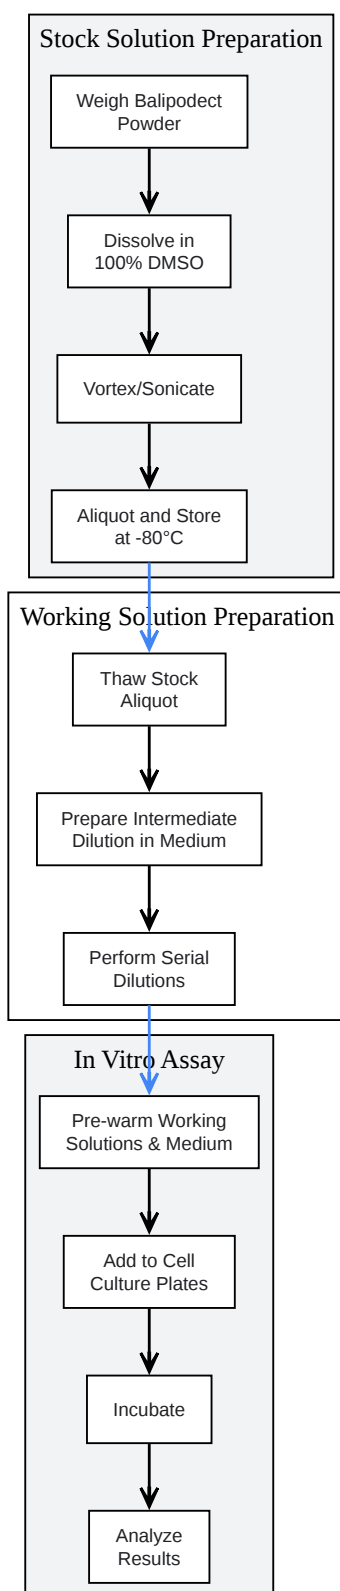 Stock Solution Preparation
Weigh Balipodect
Powder
Dissolve in
100% DMSO
Vortex/Sonicate
Aliquot and Store
at -80°C
Working Solution Preparation
Thaw Stock
Aliquot
Prepare Intermediate
Dilution in Medium
Perform Serial
Dilutions
In Vitro Assay
Pre-warm Working
Solutions & Medium
Add to Cell
Culture Plates
Incubate
Analyze
Results